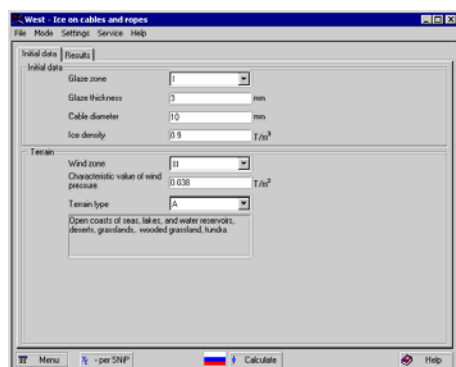 West - Ice on cables and ropes
File Mode Settings Service Help
Initial data Results
Initial data
Glaze zone I
Glaze thickness 3 mm
Cable diameter 10 mm
Ice density 0.9 T/m³
Terrain
Wind zone III
Characteristic value of wind pressure 0.038 T/m²
Terrain type A
Open coasts of seas, lakes, and water reservoirs,
deserts, grasslands, wooded grassland, tundra
Menu - per SNiP Calculate Help